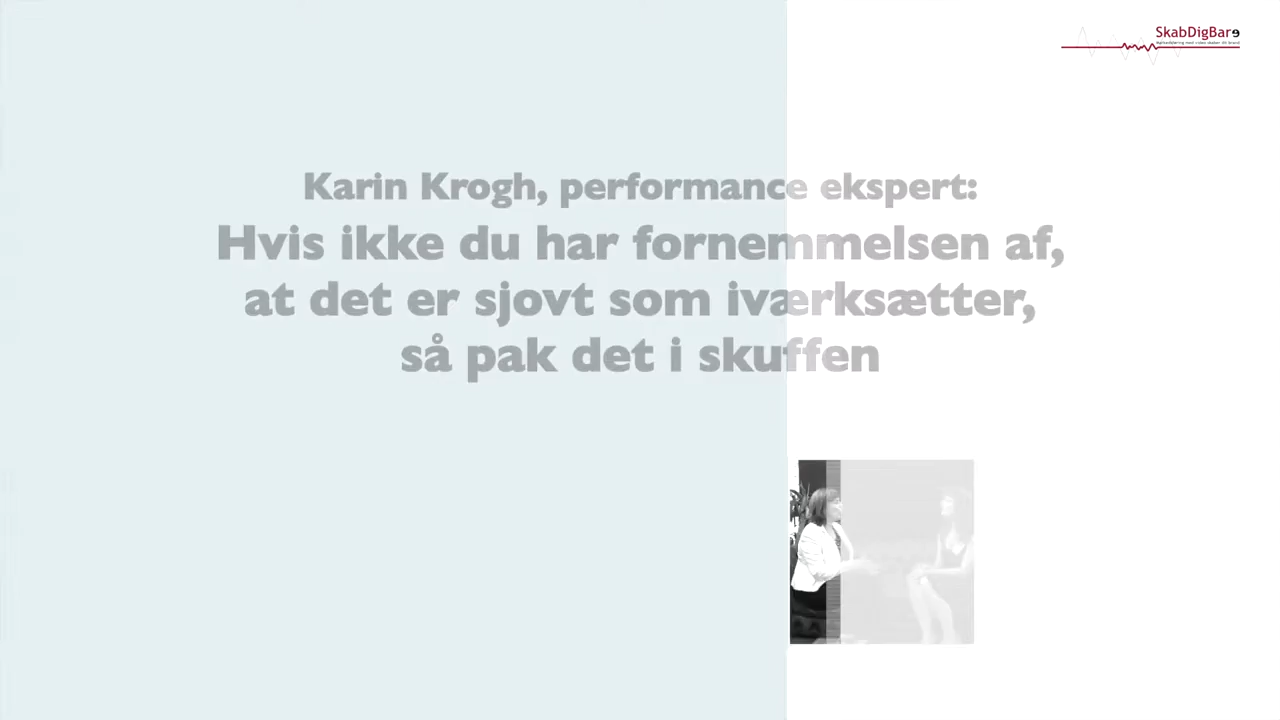 SkabDigBare
Karin Krogh, performance ekspert:
Hvis ikke du har fornemmelsen af,
at det er sjovt som iværksætter,
så pak det i skuffen